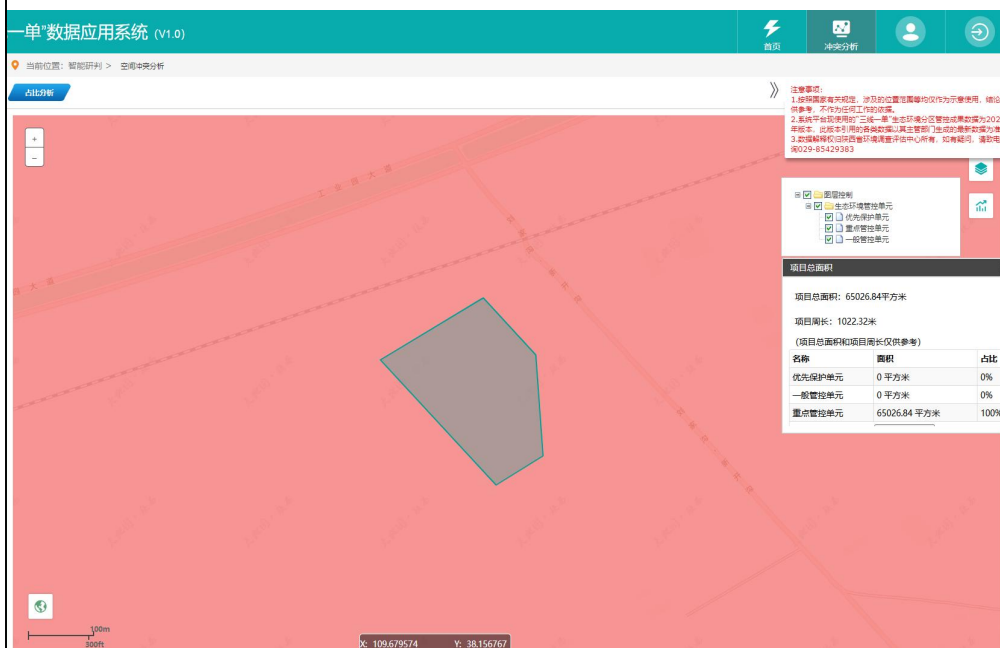 一单”数据应用系统 (V1.0)
首页
冲突分析
当前位置：智能研判 > 空间冲突分析
占比分析
注意事项：
1.按照国家有关规定，涉及的位置范围等均仅作为示意使用，结论
供参考，不作为任何工作的依据。
2.系统平台现使用的“三线一单”生态环境分区管控成果数据为202
年版本，此版本引用的各类数据以其主管部门生成的最新数据为准
3.数据解释权归陕西省环境调查评估中心所有，如有疑问，请致电
询029-85429383
+
−
图层控制
生态环境管控单元
优先保护单元
重点管控单元
一般管控单元
项目总面积
项目总面积：65026.84平方米
项目周长：1022.32米
(项目总面积和项目周长仅供参考)
名称 面积 占比
优先保护单元 0 平方米 0%
一般管控单元 0 平方米 0%
重点管控单元 65026.84 平方米 100%
100m
300ft
X: 109.679574 Y: 38.156767